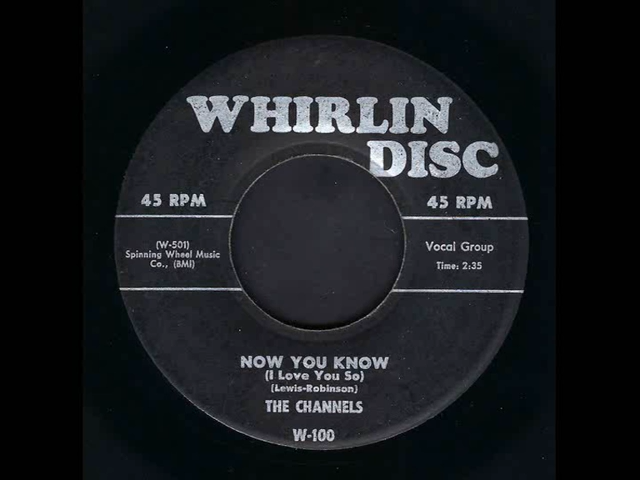 WHIRLIN
DISC
45 RPM
45 RPM
(W-501)
Spinning Wheel Music
Co., (BMI)
Vocal Group
Time: 2:35
NOW YOU KNOW
(I Love You So)
(Lewis-Robinson)
THE CHANNELS
W-100